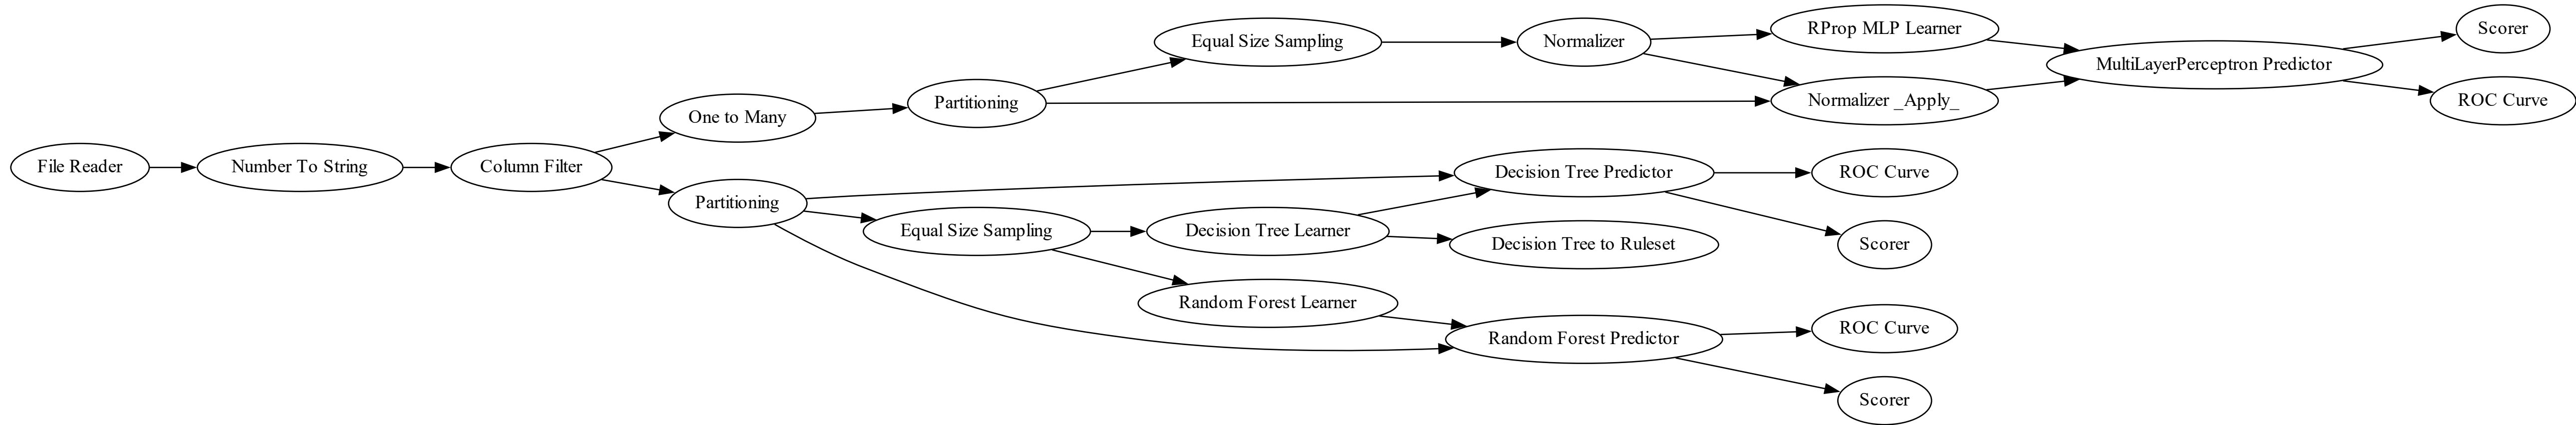 File Reader
Number To String
Column Filter
One to Many
Partitioning
Equal Size Sampling
Normalizer
RProp MLP Learner
Normalizer _Apply_
MultiLayerPerceptron Predictor
Scorer
ROC Curve
Partitioning
Equal Size Sampling
Decision Tree Learner
Decision Tree Predictor
Decision Tree to Ruleset
ROC Curve
Scorer
Random Forest Learner
Random Forest Predictor
ROC Curve
Scorer